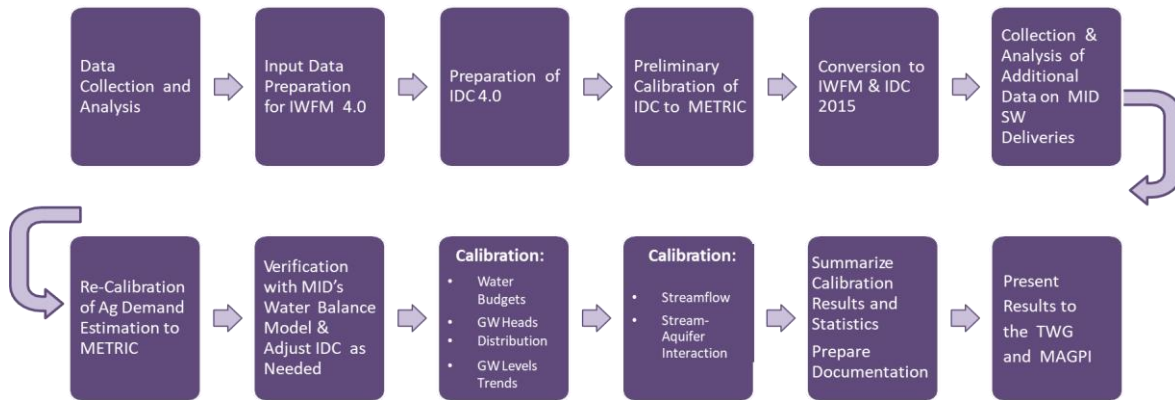 Data
Collection and
Analysis
Input Data
Preparation
for IWFM 4.0
Preparation of
IDC 4.0
Preliminary
Calibration of
IDC to METRIC
Conversion to
IWFM & IDC
2015
Collection &
Analysis of
Additional
Data on MID
SW
Deliveries
Re-Calibration
of Ag Demand
Estimation to
METRIC
Verification
with MID's
Water Balance
Model &
Adjust IDC as
Needed
Calibration:
• Water
Budgets
• GW Heads
• Distribution
• GW Levels
Trends
Calibration:
• Streamflow
• Stream-
Aquifer
Interaction
Summarize
Calibration
Results and
Statistics
Prepare
Documentation
Present
Results to
the TWG
and MAGPI